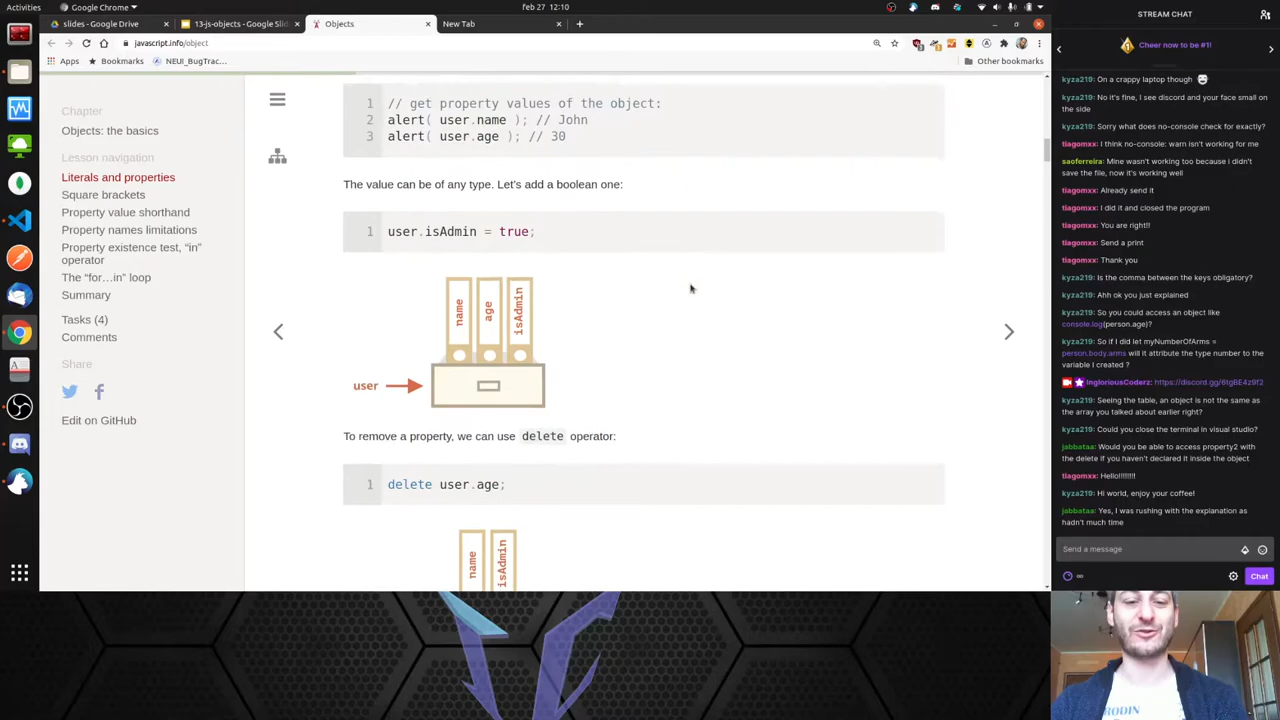 Activities
Google Chrome
feb 27 12:10
slides - Google Drive
13-js-objects - Google Slid
Objects
New Tab
javascript.info/object
Apps
Bookmarks
NEUI_BugTrac...
Other bookmarks
Chapter
Objects: the basics
Lesson navigation
Literals and properties
Square brackets
Property value shorthand
Property names limitations
Property existence test, “in”
operator
The “for…in” loop
Summary
Tasks (4)
Comments
Share
Edit on GitHub
1 // get property values of the object:
2 alert( user.name ); // John
3 alert( user.age ); // 30
The value can be of any type. Let’s add a boolean one:
1 user.isAdmin = true;
name
age
isAdmin
user
To remove a property, we can use delete operator:
1 delete user.age;
name
isAdmin
STREAM CHAT
Cheer now to be #1!
kyza219: On a crappy laptop though
kyza219: No it's fine, I see discord and your face small on
the side
kyza219: Sorry what does no-console check for exactly?
tiagomxx: I think no-console: warn isn't working for me
saoferreira: Mine wasn't working too because i didn't
save the file, now it's working well
tiagomxx: Already send it
tiagomxx: I did it and closed the program
tiagomxx: You are right!!
tiagomxx: Send a print
tiagomxx: Thank you
kyza219: Is the comma between the keys obligatory?
kyza219: Ahh ok you just explained
kyza219: So you could access an object like
console.log(person.age)?
kyza219: So if I did let myNumberOfArms =
person.body.arms will it attribute the type number to the
variable I created ?
IngloriousCoderz: https://discord.gg/61gBE4z9f2
kyza219: Seeing the table, an object is not the same as
the array you talked about earlier right?
kyza219: Could you close the terminal in visual studio?
jabbataa: Would you be able to access property2 with
the delete if you haven't declared it inside the object
tiagomxx: Hello!!!!!!!!
kyza219: Hi world, enjoy your coffee!
jabbataa: Yes, I was rushing with the explanation as
hadn't much time
Send a message
Chat